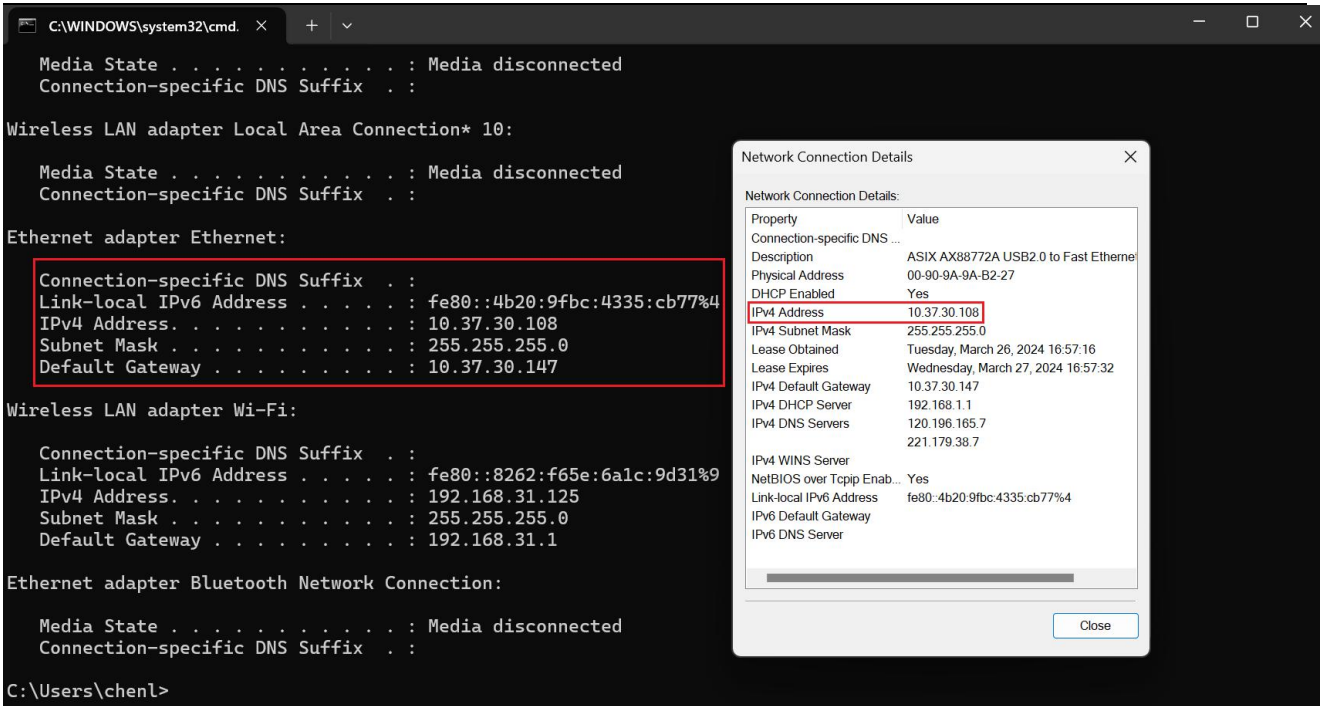 C:\WINDOWS\system32\cmd.
Media State . . . . . . . . . . . : Media disconnected
Connection-specific DNS Suffix  . :
Wireless LAN adapter Local Area Connection* 10:
Media State . . . . . . . . . . . : Media disconnected
Connection-specific DNS Suffix  . :
Ethernet adapter Ethernet:
Connection-specific DNS Suffix  . :
Link-local IPv6 Address . . . . . : fe80::4b20:9fbc:4335:cb77%4
IPv4 Address. . . . . . . . . . . : 10.37.30.108
Subnet Mask . . . . . . . . . . . : 255.255.255.0
Default Gateway . . . . . . . . . : 10.37.30.147
Wireless LAN adapter Wi-Fi:
Connection-specific DNS Suffix  . :
Link-local IPv6 Address . . . . . : fe80::8262:f65e:6a1c:9d31%9
IPv4 Address. . . . . . . . . . . : 192.168.31.125
Subnet Mask . . . . . . . . . . . : 255.255.255.0
Default Gateway . . . . . . . . . : 192.168.31.1
Ethernet adapter Bluetooth Network Connection:
Media State . . . . . . . . . . . : Media disconnected
Connection-specific DNS Suffix  . :
C:\Users\chenl>
Network Connection Details
Network Connection Details:
Property Value
Connection-specific DNS ...
Description ASIX AX88772A USB2.0 to Fast Ethernet
Physical Address 00-90-9A-9A-B2-27
DHCP Enabled Yes
IPv4 Address 10.37.30.108
IPv4 Subnet Mask 255.255.255.0
Lease Obtained Tuesday, March 26, 2024 16:57:16
Lease Expires Wednesday, March 27, 2024 16:57:32
IPv4 Default Gateway 10.37.30.147
IPv4 DHCP Server 192.168.1.1
IPv4 DNS Servers 120.196.165.7
221.179.38.7
IPv4 WINS Server
NetBIOS over Tcpip Enab... Yes
Link-local IPv6 Address fe80::4b20:9fbc:4335:cb77%4
IPv6 Default Gateway
IPv6 DNS Server
Close